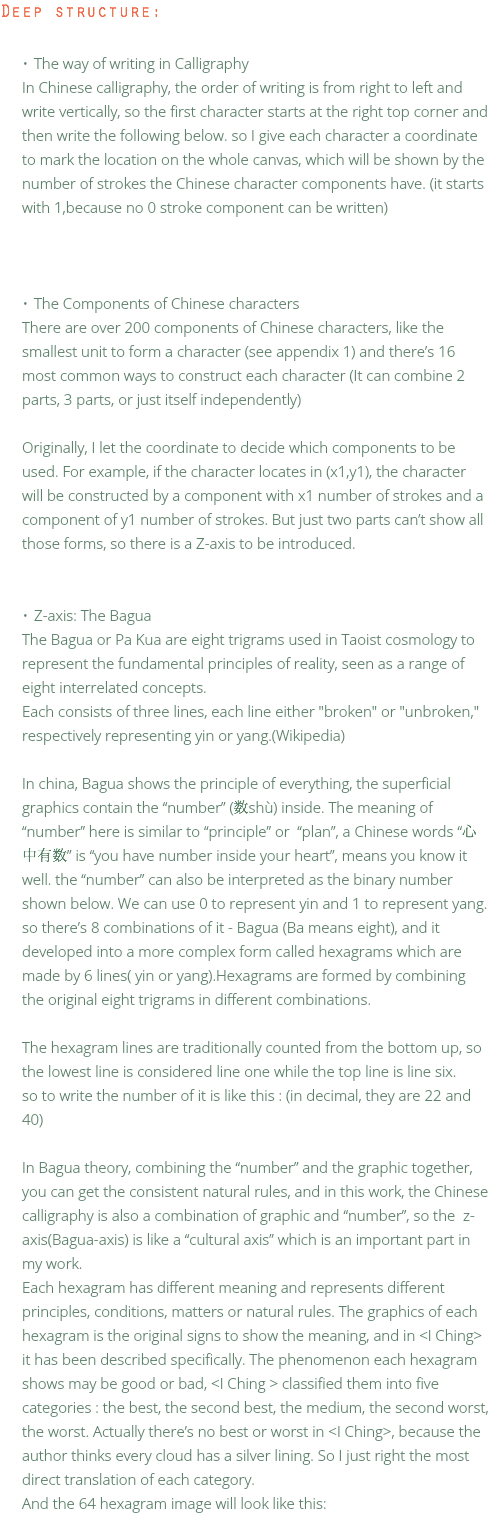 Deep structure:
· The way of writing in Calligraphy
In Chinese calligraphy, the order of writing is from right to left and
write vertically, so the first character starts at the right top corner and
then write the following below. so I give each character a coordinate
to mark the location on the whole canvas, which will be shown by the
number of strokes the Chinese character components have. (it starts
with 1,because no 0 stroke component can be written)
· The Components of Chinese characters
There are over 200 components of Chinese characters, like the
smallest unit to form a character (see appendix 1) and there’s 16
most common ways to construct each character (It can combine 2
parts, 3 parts, or just itself independently)
Originally, I let the coordinate to decide which components to be
used. For example, if the character locates in (x1,y1), the character
will be constructed by a component with x1 number of strokes and a
component of y1 number of strokes. But just two parts can’t show all
those forms, so there is a Z-axis to be introduced.
· Z-axis: The Bagua
The Bagua or Pa Kua are eight trigrams used in Taoist cosmology to
represent the fundamental principles of reality, seen as a range of
eight interrelated concepts.
Each consists of three lines, each line either "broken" or "unbroken,"
respectively representing yin or yang.(Wikipedia)
In china, Bagua shows the principle of everything, the superficial
graphics contain the “number” (数shù) inside. The meaning of
“number” here is similar to “principle” or  “plan”, a Chinese words “心
中有数” is “you have number inside your heart”, means you know it
well. the “number” can also be interpreted as the binary number
shown below. We can use 0 to represent yin and 1 to represent yang.
so there’s 8 combinations of it - Bagua (Ba means eight), and it
developed into a more complex form called hexagrams which are
made by 6 lines( yin or yang).Hexagrams are formed by combining
the original eight trigrams in different combinations.
The hexagram lines are traditionally counted from the bottom up, so
the lowest line is considered line one while the top line is line six.
so to write the number of it is like this : (in decimal, they are 22 and
40)
In Bagua theory, combining the “number” and the graphic together,
you can get the consistent natural rules, and in this work, the Chinese
calligraphy is also a combination of graphic and “number”, so the  z-
axis(Bagua-axis) is like a “cultural axis” which is an important part in
my work.
Each hexagram has different meaning and represents different
principles, conditions, matters or natural rules. The graphics of each
hexagram is the original signs to show the meaning, and in <I Ching>
it has been described specifically. The phenomenon each hexagram
shows may be good or bad, <I Ching > classified them into five
categories : the best, the second best, the medium, the second worst,
the worst. Actually there’s no best or worst in <I Ching>, because the
author thinks every cloud has a silver lining. So I just right the most
direct translation of each category.
And the 64 hexagram image will look like this: